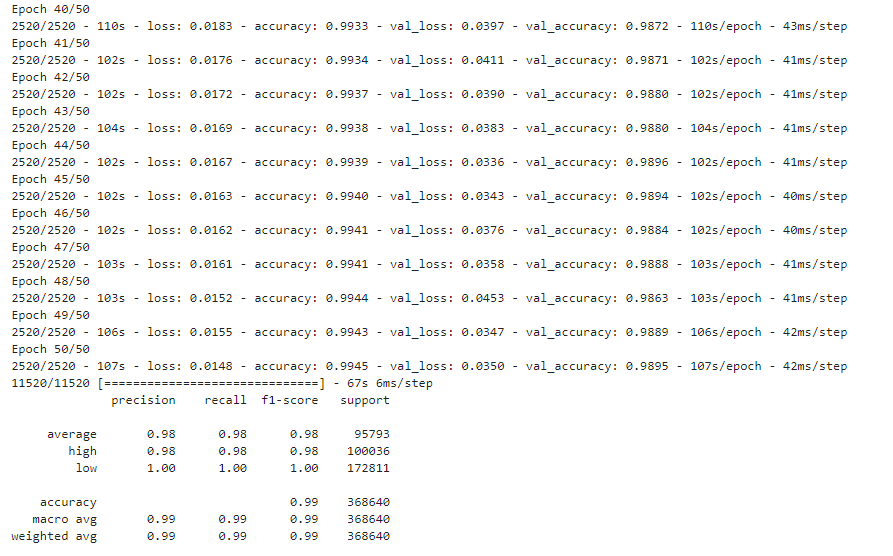 Epoch 40/50
2520/2520 - 110s - loss: 0.0183 - accuracy: 0.9933 - val_loss: 0.0397 - val_accuracy: 0.9872 - 110s/epoch - 43ms/step
Epoch 41/50
2520/2520 - 102s - loss: 0.0176 - accuracy: 0.9934 - val_loss: 0.0411 - val_accuracy: 0.9871 - 102s/epoch - 41ms/step
Epoch 42/50
2520/2520 - 102s - loss: 0.0172 - accuracy: 0.9937 - val_loss: 0.0390 - val_accuracy: 0.9880 - 102s/epoch - 41ms/step
Epoch 43/50
2520/2520 - 104s - loss: 0.0169 - accuracy: 0.9938 - val_loss: 0.0383 - val_accuracy: 0.9880 - 104s/epoch - 41ms/step
Epoch 44/50
2520/2520 - 102s - loss: 0.0167 - accuracy: 0.9939 - val_loss: 0.0336 - val_accuracy: 0.9896 - 102s/epoch - 41ms/step
Epoch 45/50
2520/2520 - 102s - loss: 0.0163 - accuracy: 0.9940 - val_loss: 0.0343 - val_accuracy: 0.9894 - 102s/epoch - 40ms/step
Epoch 46/50
2520/2520 - 102s - loss: 0.0162 - accuracy: 0.9941 - val_loss: 0.0376 - val_accuracy: 0.9884 - 102s/epoch - 40ms/step
Epoch 47/50
2520/2520 - 103s - loss: 0.0161 - accuracy: 0.9941 - val_loss: 0.0358 - val_accuracy: 0.9888 - 103s/epoch - 41ms/step
Epoch 48/50
2520/2520 - 103s - loss: 0.0152 - accuracy: 0.9944 - val_loss: 0.0453 - val_accuracy: 0.9863 - 103s/epoch - 41ms/step
Epoch 49/50
2520/2520 - 106s - loss: 0.0155 - accuracy: 0.9943 - val_loss: 0.0347 - val_accuracy: 0.9889 - 106s/epoch - 42ms/step
Epoch 50/50
2520/2520 - 107s - loss: 0.0148 - accuracy: 0.9945 - val_loss: 0.0350 - val_accuracy: 0.9895 - 107s/epoch - 42ms/step
11520/11520 [==============================] - 67s 6ms/step
precision recall f1-score support
average 0.98 0.98 0.98 95793
high 0.98 0.98 0.98 100036
low 1.00 1.00 1.00 172811
accuracy 0.99 368640
macro avg 0.99 0.99 0.99 368640
weighted avg 0.99 0.99 0.99 368640